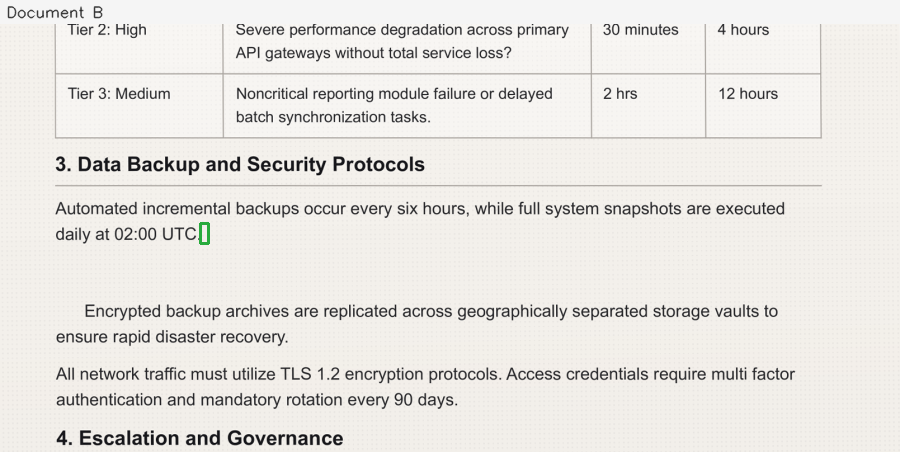 Document B
Tier 2: High
Severe performance degradation across primary
API gateways without total service loss?
30 minutes
4 hours
Tier 3: Medium
Noncritical reporting module failure or delayed
batch synchronization tasks.
2 hrs
12 hours
3. Data Backup and Security Protocols
Automated incremental backups occur every six hours, while full system snapshots are executed
daily at 02:00 UTC.
Encrypted backup archives are replicated across geographically separated storage vaults to
ensure rapid disaster recovery.
All network traffic must utilize TLS 1.2 encryption protocols. Access credentials require multi factor
authentication and mandatory rotation every 90 days.
4. Escalation and Governance